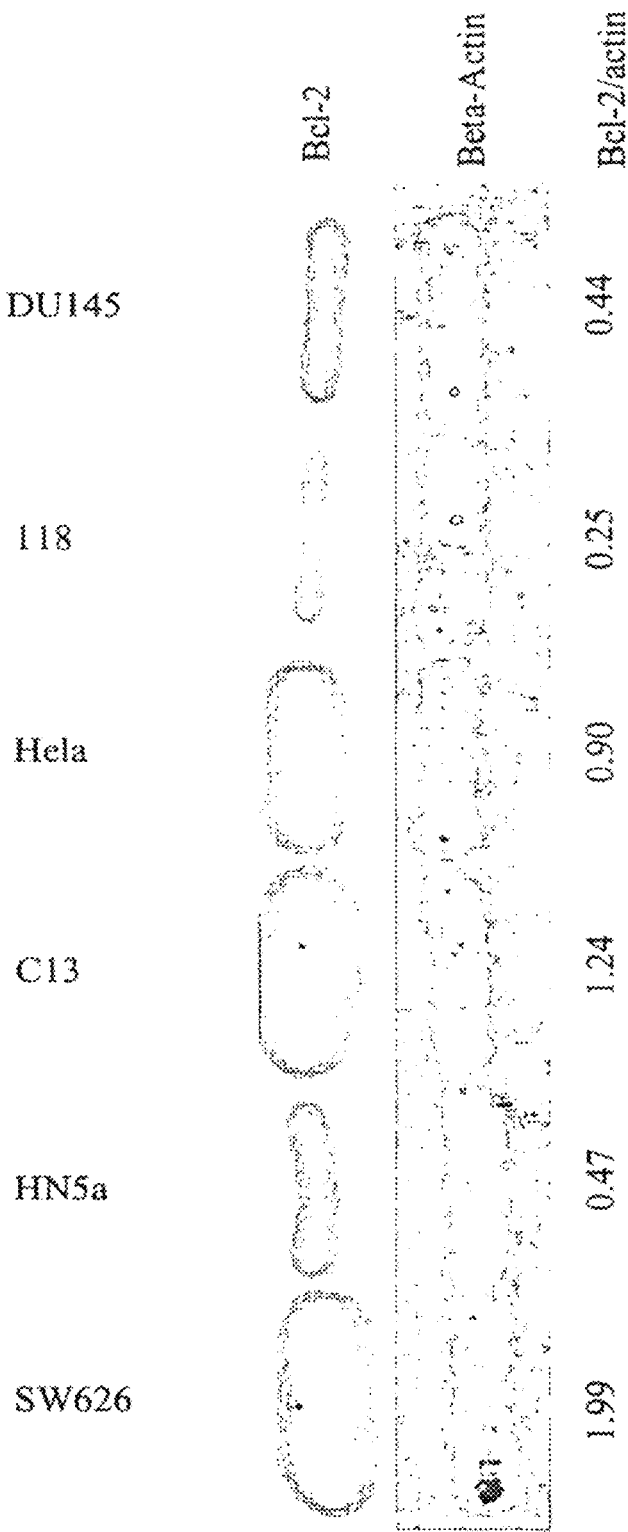 DU145
118
Hela
C13
HN5a
SW626
Bcl-2
Beta-Actin
Bcl-2/actin
0.44
0.25
0.90
1.24
0.47
1.99